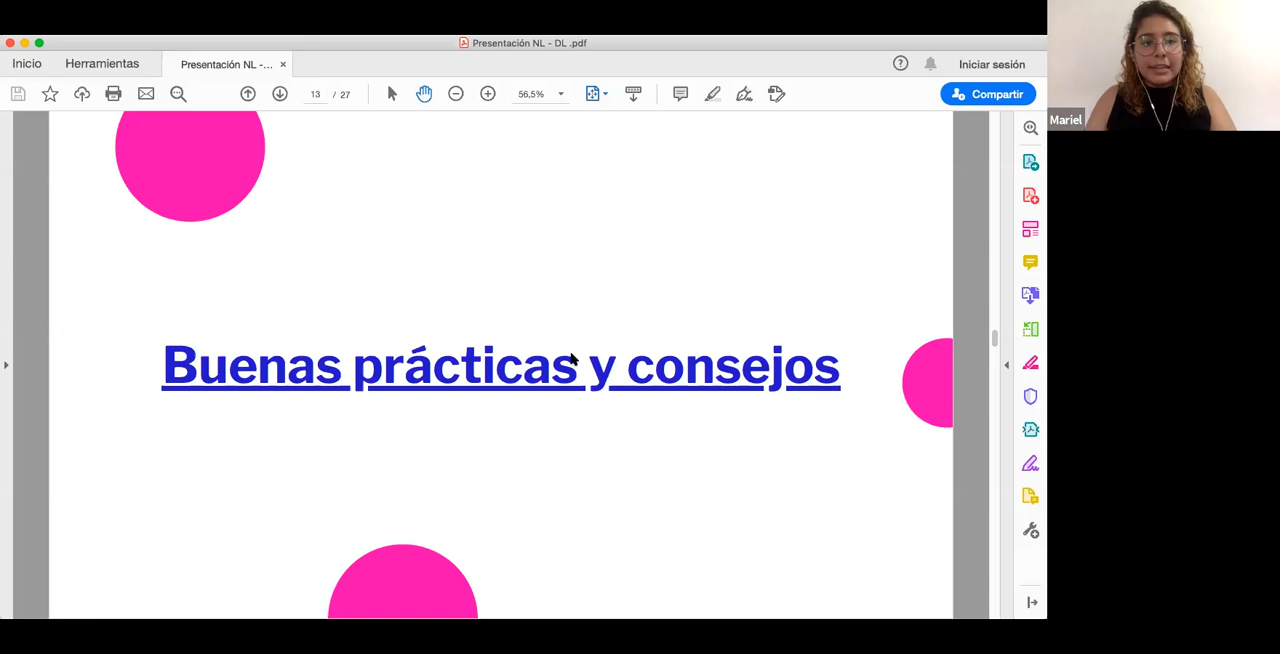 Presentación NL - DL .pdf
Inicio
Herramientas
Presentación NL -...
Iniciar sesión
13 / 27
56,5%
Compartir
Mariel
Buenas prácticas y consejos